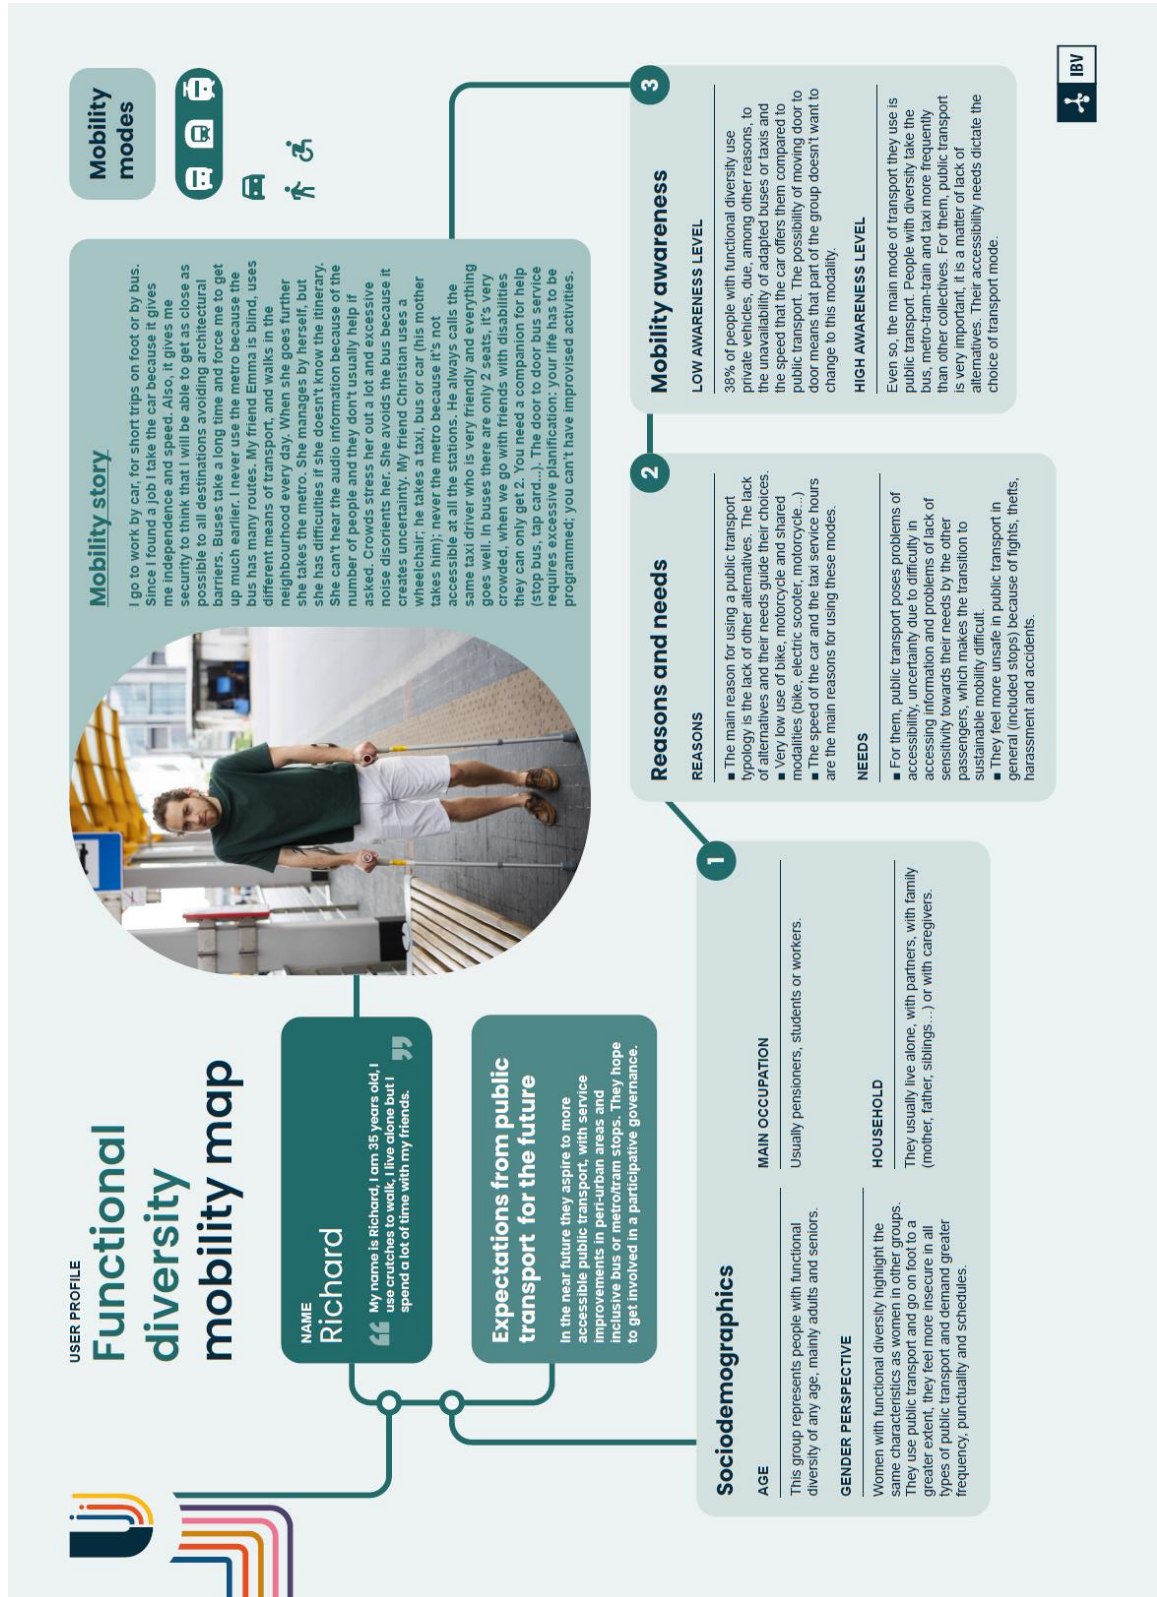 USER PROFILE
Functional
diversity
mobility map
NAME
Richard
My name is Richard, I am 35 years old, I
use crutches to walk, I live alone but I
spend a lot of time with my friends.
Expectations from public
transport for the future
In the near future they aspire to more
accessible public transport, with service
improvements in peri-urban areas and
inclusive bus or metro/tram stops. They hope
to get involved in a participative governance.
Mobility story
I go to work by car, for short trips on foot or by bus.
Since I found a job I take the car because it gives
me independence and speed. Also, it gives me
security to think that I will be able to get as close as
possible to all destinations avoiding architectural
barriers. Buses take a long time and force me to get
up much earlier. I never use the metro because the
bus has many routes. My friend Emma is blind, uses
different means of transport, and walks in the
neighbourhood every day. When she goes further
she takes the metro. She manages by herself, but
she has difficulties if she doesn't know the itinerary.
She can't hear the audio information because of the
number of people and they don't usually help if
asked. Crowds stress her out a lot and excessive
noise disorients her. She avoids the bus because it
creates uncertainty. My friend Christian uses a
wheelchair; he takes a taxi, bus or car (his mother
takes him); never the metro because it's not
accessible at all the stations. He always calls the
same taxi driver who is very friendly and everything
goes well. In buses there are only 2 seats, it's very
crowded, when we go with friends with disabilities
they can only get 2. You need a companion for help
(stop bus, tap card...). The door to door bus service
requires excessive planification: your life has to be
programmed; you can't have improvised activities.
Mobility
modes
Sociodemographics
AGE
This group represents people with functional
diversity of any age, mainly adults and seniors.
GENDER PERSPECTIVE
Women with functional diversity highlight the
same characteristics as women in other groups.
They use public transport and go on foot to a
greater extent, they feel more insecure in all
types of public transport and demand greater
frequency, punctuality and schedules.
MAIN OCCUPATION
Usually pensioners, students or workers.
HOUSEHOLD
They usually live alone, with partners, with family
(mother, father, siblings...) or with caregivers.
1
Reasons and needs
2
REASONS
▪ The main reason for using a public transport
typology is the lack of other alternatives. The lack
of alternatives and their needs guide their choices.
▪ Very low use of bike, motorcycle and shared
modalities (bike, electric scooter, motorcycle...)
▪ The speed of the car and the taxi service hours
are the main reasons for using these modes.
NEEDS
▪ For them, public transport poses problems of
accessibility, uncertainty due to difficulty in
accessing information and problems of lack of
sensitivity towards their needs by the other
passengers, which makes the transition to
sustainable mobility difficult.
▪ They feel more unsafe in public transport in
general (included stops) because of fights, thefts,
harassment and accidents.
Mobility awareness
3
LOW AWARENESS LEVEL
38% of people with functional diversity use
private vehicles, due, among other reasons, to
the unavailability of adapted buses or taxis and
the speed that the car offers them compared to
public transport. The possibility of moving door to
door means that part of the group doesn't want to
change to this modality.
HIGH AWARENESS LEVEL
Even so, the main mode of transport they use is
public transport. People with diversity take the
bus, metro-tram-train and taxi more frequently
than other collectives. For them, public transport
is very important, it is a matter of lack of
alternatives. Their accessibility needs dictate the
choice of transport mode.
IBV